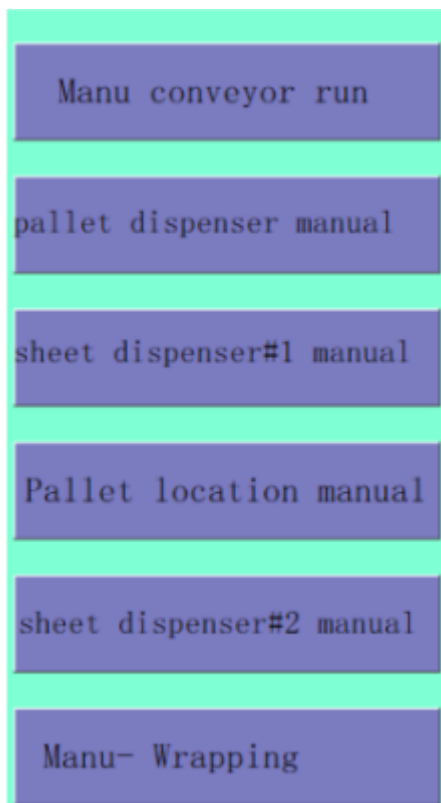 Manu conveyor run
pallet dispenser manual
sheet dispenser#1 manual
Pallet location manual
sheet dispenser#2 manual
Manu- Wrapping